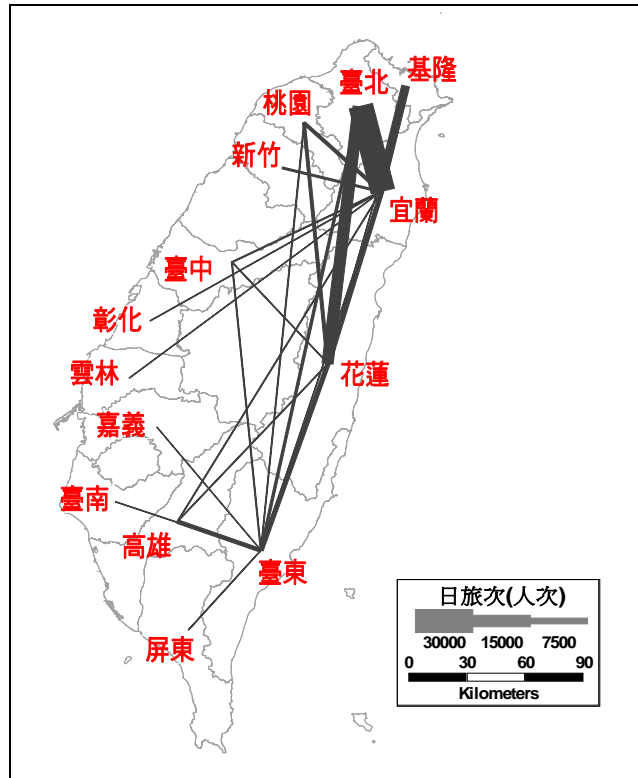 基隆
臺北
桃園
新竹
宜蘭
臺中
彰化
雲林
花蓮
嘉義
臺南
高雄
臺東
屏東
日旅次(人次)
30000 15000 7500
0 30 60 90
Kilometers